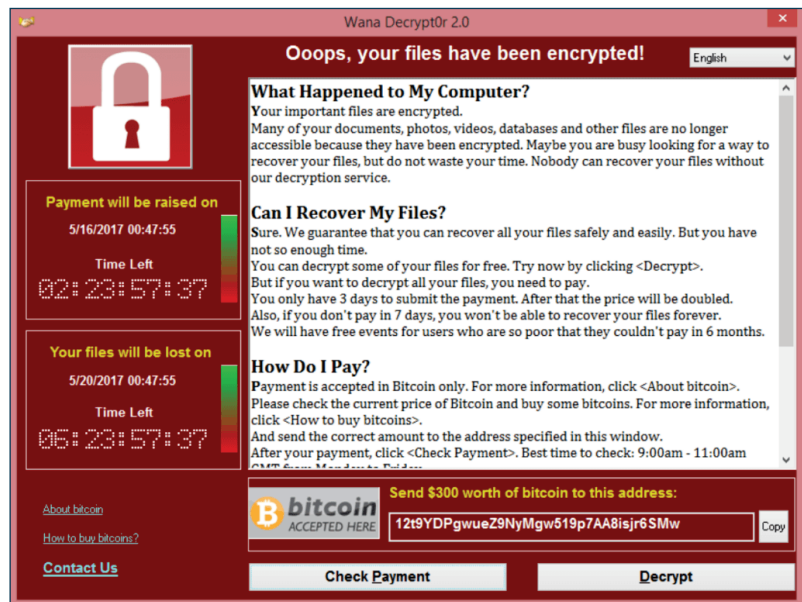 Wana Decrypt0r 2.0
Ooops, your files have been encrypted!
English
What Happened to My Computer?
Your important files are encrypted.
Many of your documents, photos, videos, databases and other files are no longer
accessible because they have been encrypted. Maybe you are busy looking for a way to
recover your files, but do not waste your time. Nobody can recover your files without
our decryption service.
Can I Recover My Files?
Sure. We guarantee that you can recover all your files safely and easily. But you have
not so enough time.
You can decrypt some of your files for free. Try now by clicking <Decrypt>.
But if you want to decrypt all your files, you need to pay.
You only have 3 days to submit the payment. After that the price will be doubled.
Also, if you don't pay in 7 days, you won't be able to recover your files forever.
We will have free events for users who are so poor that they couldn't pay in 6 months.
How Do I Pay?
Payment is accepted in Bitcoin only. For more information, click <About bitcoin>.
Please check the current price of Bitcoin and buy some bitcoins. For more information,
click <How to buy bitcoins>.
And send the correct amount to the address specified in this window.
After your payment, click <Check Payment>. Best time to check: 9:00am - 11:00am
GMT from Monday to Friday
Payment will be raised on
5/16/2017 00:47:55
Time Left
02:23:57:37
Your files will be lost on
5/20/2017 00:47:55
Time Left
06:23:57:37
About bitcoin
How to buy bitcoins?
Contact Us
bitcoin
ACCEPTED HERE
Send $300 worth of bitcoin to this address:
12t9YDPgwueZ9NyMgw519p7AA8isjr6SMw
Copy
Check Payment
Decrypt